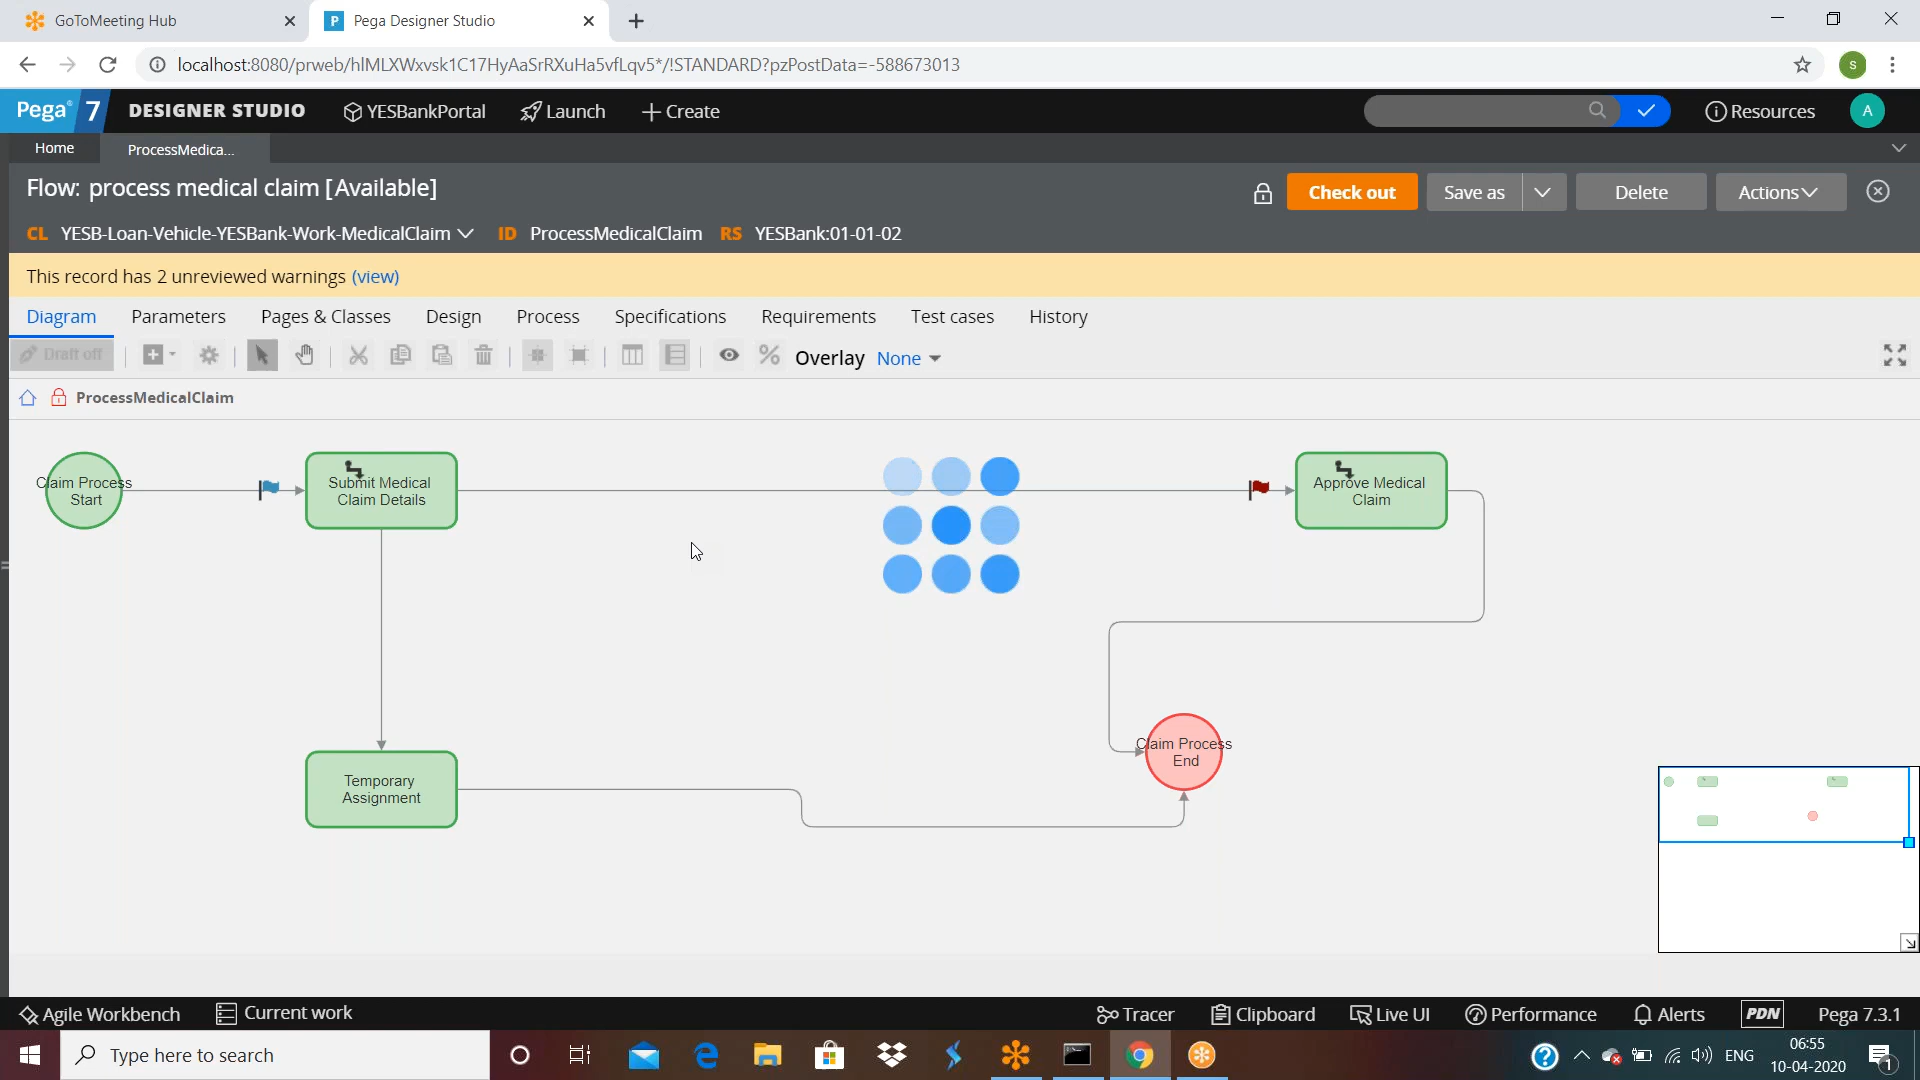 GoToMeeting Hub
Pega Designer Studio
localhost:8080/prweb/hlMLXWxvsk1C17HyAaSrRXuHa5vfLqv5*/!STANDARD?pzPostData=-588673013
S
Pega 7 DESIGNER STUDIO YESBankPortal Launch Create Resources A
Home ProcessMedica...
Flow: process medical claim [Available]
Check out Save as Delete Actions
CL YESB-Loan-Vehicle-YESBank-Work-MedicalClaim ID ProcessMedicalClaim RS YESBank:01-01-02
This record has 2 unreviewed warnings (view)
Diagram Parameters Pages & Classes Design Process Specifications Requirements Test cases History
Draft off Overlay None
ProcessMedicalClaim
Claim Process
Start
Submit Medical
Claim Details
Approve Medical
Claim
Claim Process
End
Temporary
Assignment
Agile Workbench Current work Tracer Clipboard Live UI Performance Alerts PDN Pega 7.3.1
Type here to search
ENG
06:55
10-04-2020
1